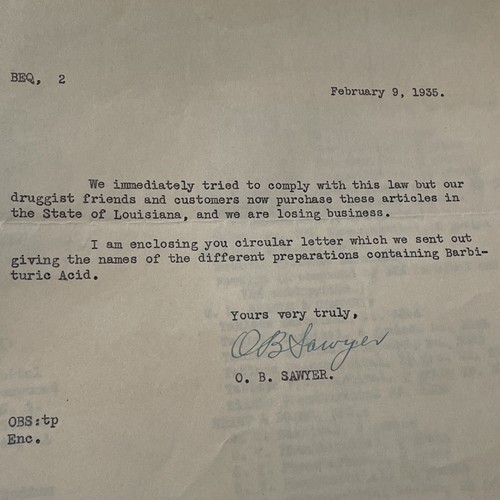 BEQ, 2
February 9, 1935.
We immediately tried to comply with this law but our
druggist friends and customers now purchase these articles in
the State of Louisiana, and we are losing business.
I am enclosing you circular letter which we sent out
giving the names of the different preparations containing Barbi-
turic Acid.
Yours very truly,
O B Sawyer
O. B. SAWYER.
OBS:tp
Enc.